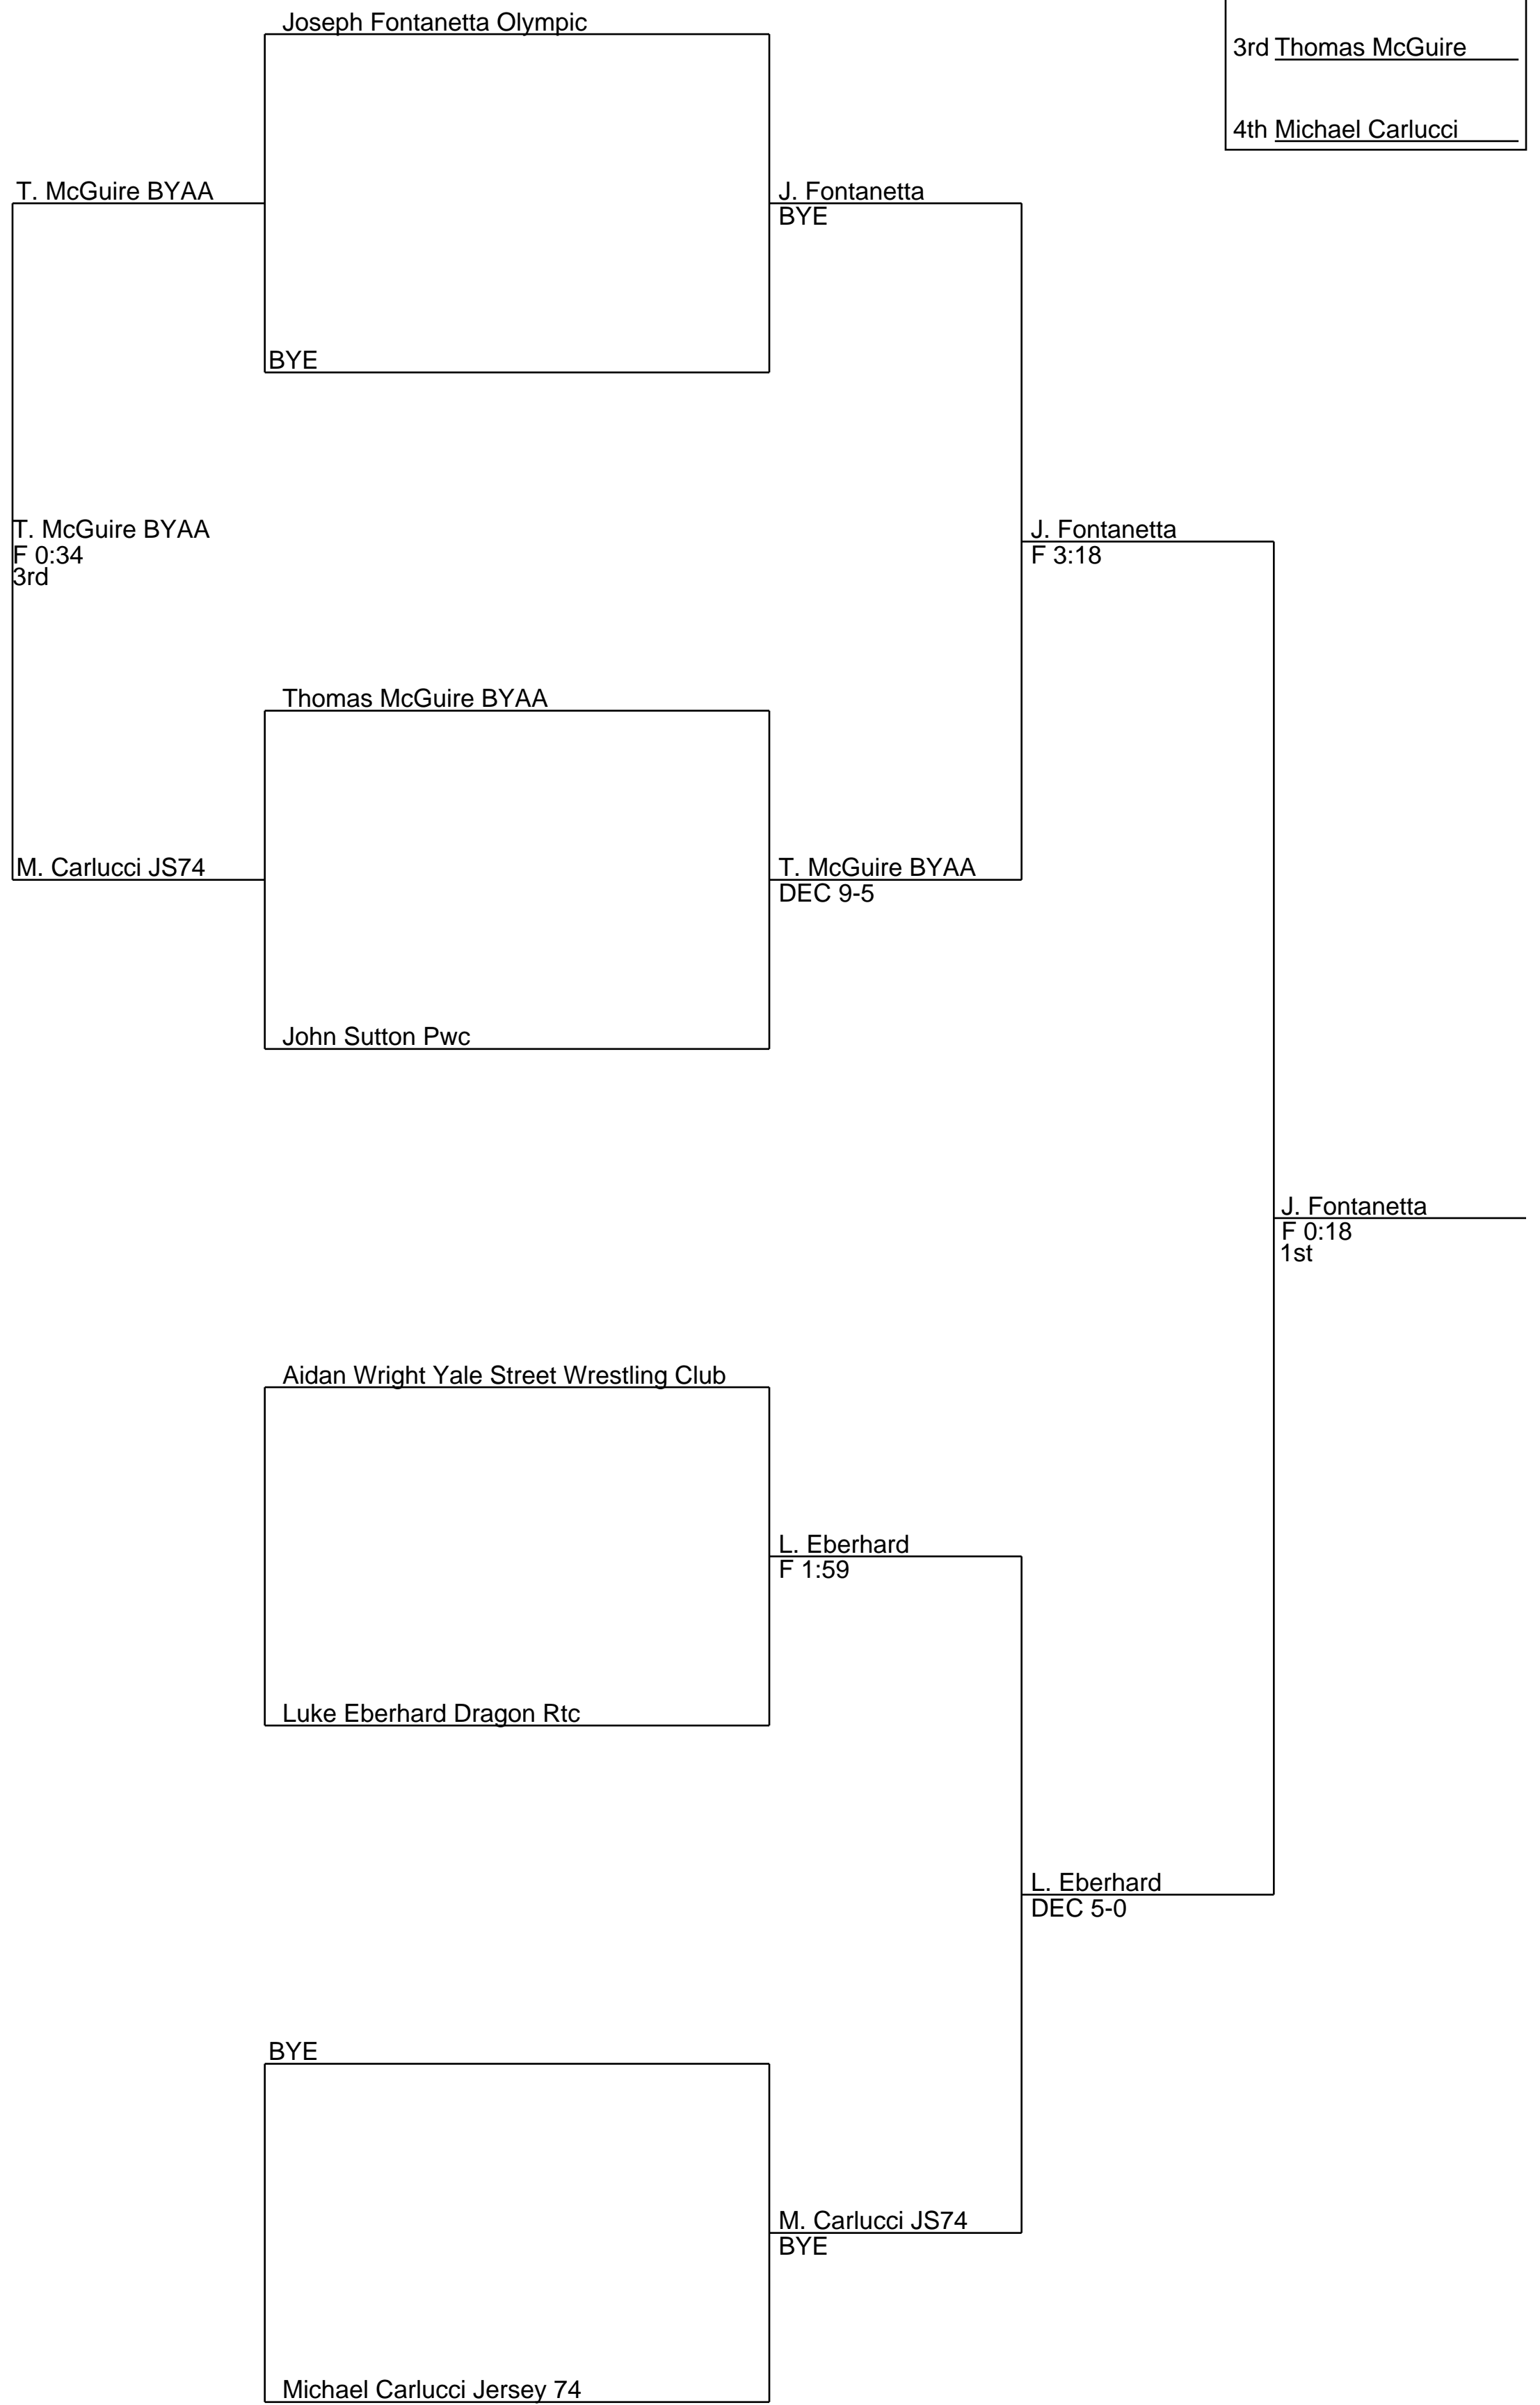 Joseph Fontanetta Olympic
3rd Thomas McGuire
4th Michael Carlucci
T. McGuire BYAA
J. Fontanetta
BYE
BYE
T. McGuire BYAA
F 0:34
3rd
J. Fontanetta
F 3:18
Thomas McGuire BYAA
M. Carlucci JS74
T. McGuire BYAA
DEC 9-5
John Sutton Pwc
J. Fontanetta
F 0:18
1st
Aidan Wright Yale Street Wrestling Club
L. Eberhard
F 1:59
Luke Eberhard Dragon Rtc
L. Eberhard
DEC 5-0
BYE
M. Carlucci JS74
BYE
Michael Carlucci Jersey 74